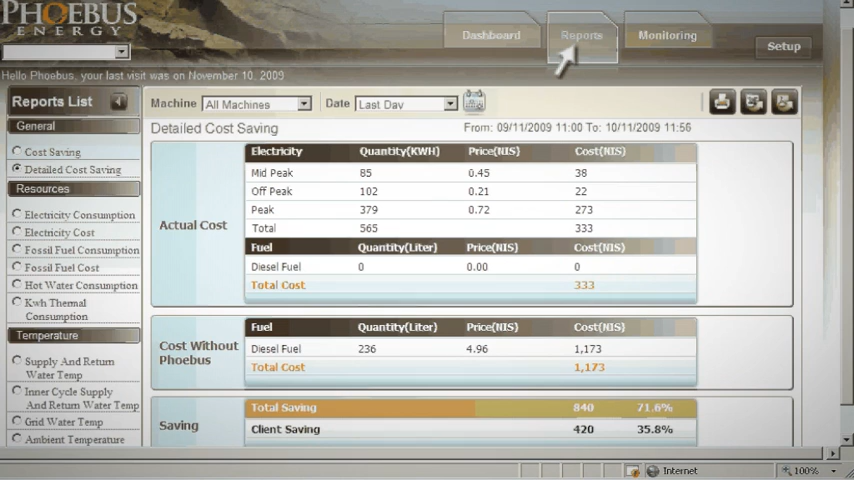 PHOEBUS
ENERGY
Dashboard
Reports
Monitoring
Setup
Hello Phoebus, your last visit was on November 10, 2009
Reports List
Machine All Machines Date Last Day
General
Detailed Cost Saving From: 09/11/2009 11:00 To: 10/11/2009 11:56
Cost Saving
Detailed Cost Saving
Resources
Electricity Consumption
Electricity Cost
Fossil Fuel Consumption
Fossil Fuel Cost
Hot Water Consumption
Kwh Thermal
Consumption
Temperature
Supply And Return
Water Temp
Inner Cycle Supply
And Return Water Temp
Grid Water Temp
Ambient Temperature
Actual Cost
Electricity Quantity(KWH) Price(NIS) Cost(NIS)
Mid Peak 85 0.45 38
Off Peak 102 0.21 22
Peak 379 0.72 273
Total 565 333
Fuel Quantity(Liter) Price(NIS) Cost(NIS)
Diesel Fuel 0 0.00 0
Total Cost 333
Cost Without
Phoebus
Fuel Quantity(Liter) Price(NIS) Cost(NIS)
Diesel Fuel 236 4.96 1,173
Total Cost 1,173
Saving
Total Saving 840 71.6%
Client Saving 420 35.8%
Internet
100%